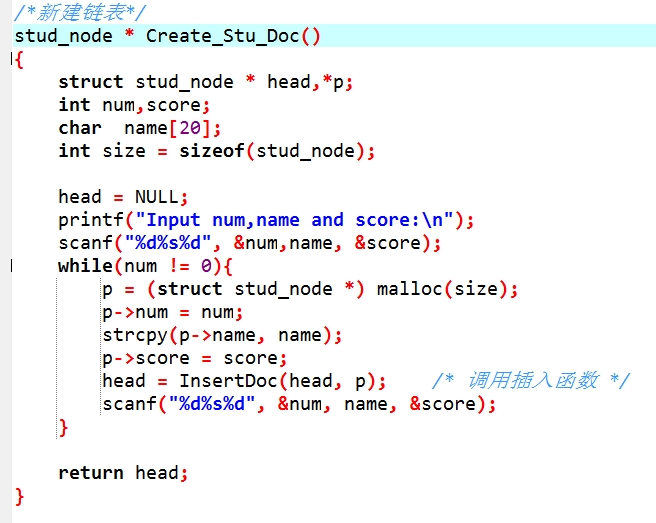 /*新建链表*/
stud_node * Create_Stu_Doc()
{
    struct stud_node * head,*p;
    int num,score;
    char  name[20];
    int size = sizeof(stud_node);

    head = NULL;
    printf("Input num,name and score:\n");
    scanf("%d%s%d", &num,name, &score);
    while(num != 0){
        p = (struct stud_node *) malloc(size);
        p->num = num;
        strcpy(p->name, name);
        p->score = score;
        head = InsertDoc(head, p);    /* 调用插入函数 */
        scanf("%d%s%d", &num, name, &score);
    }

    return head;
}